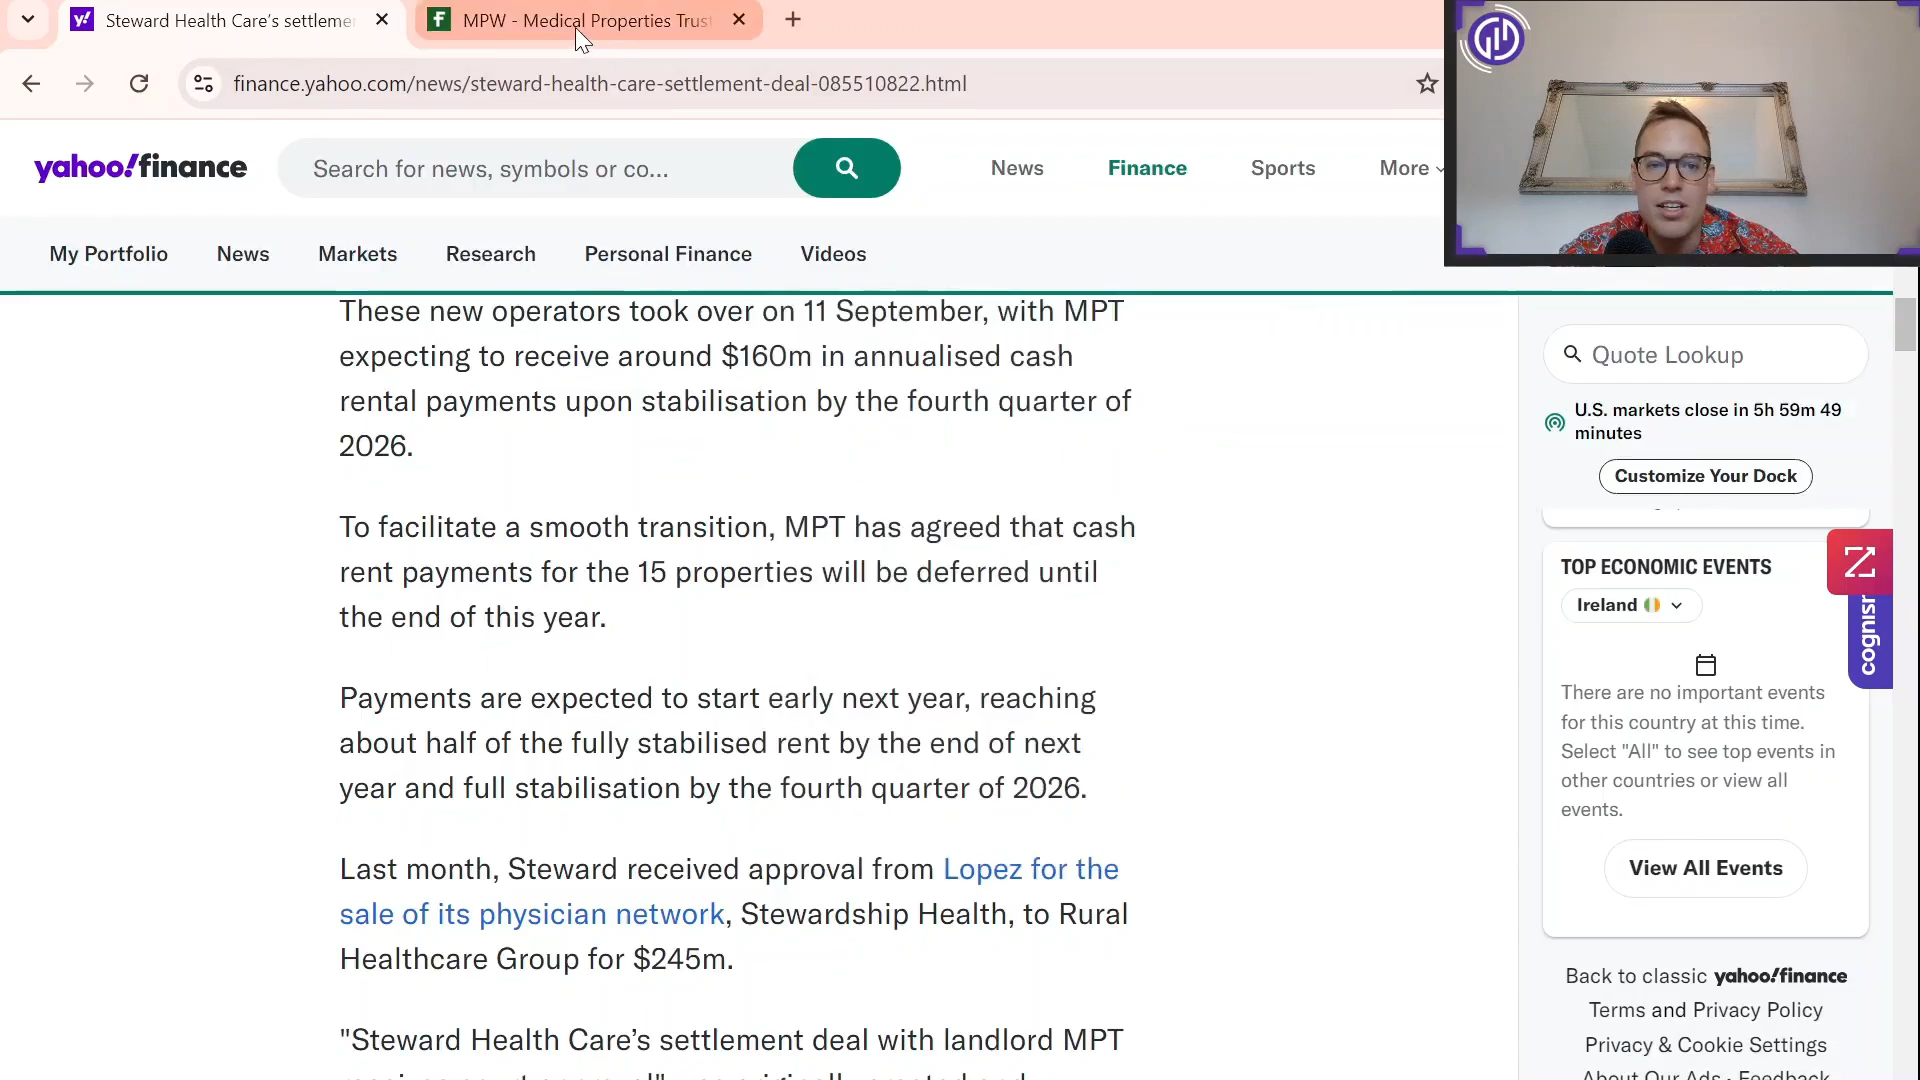 Steward Health Care's settleme
MPW - Medical Properties Trus
finance.yahoo.com/news/steward-health-care-settlement-deal-085510822.html
yahoo!finance
Search for news, symbols or co...
News
Finance
Sports
More
My Portfolio
News
Markets
Research
Personal Finance
Videos
These new operators took over on 11 September, with MPT
expecting to receive around $160m in annualised cash
rental payments upon stabilisation by the fourth quarter of
2026.
To facilitate a smooth transition, MPT has agreed that cash
rent payments for the 15 properties will be deferred until
the end of this year.
Payments are expected to start early next year, reaching
about half of the fully stabilised rent by the end of next
year and full stabilisation by the fourth quarter of 2026.
Last month, Steward received approval from Lopez for the
sale of its physician network, Stewardship Health, to Rural
Healthcare Group for $245m.
"Steward Health Care's settlement deal with landlord MPT
Quote Lookup
U.S. markets close in 5h 59m 49
minutes
Customize Your Dock
TOP ECONOMIC EVENTS
Ireland
There are no important events
for this country at this time.
Select "All" to see top events in
other countries or view all
events.
View All Events
cognism
Back to classic yahoo!finance
Terms and Privacy Policy
Privacy & Cookie Settings
About Our Ads · Feedback